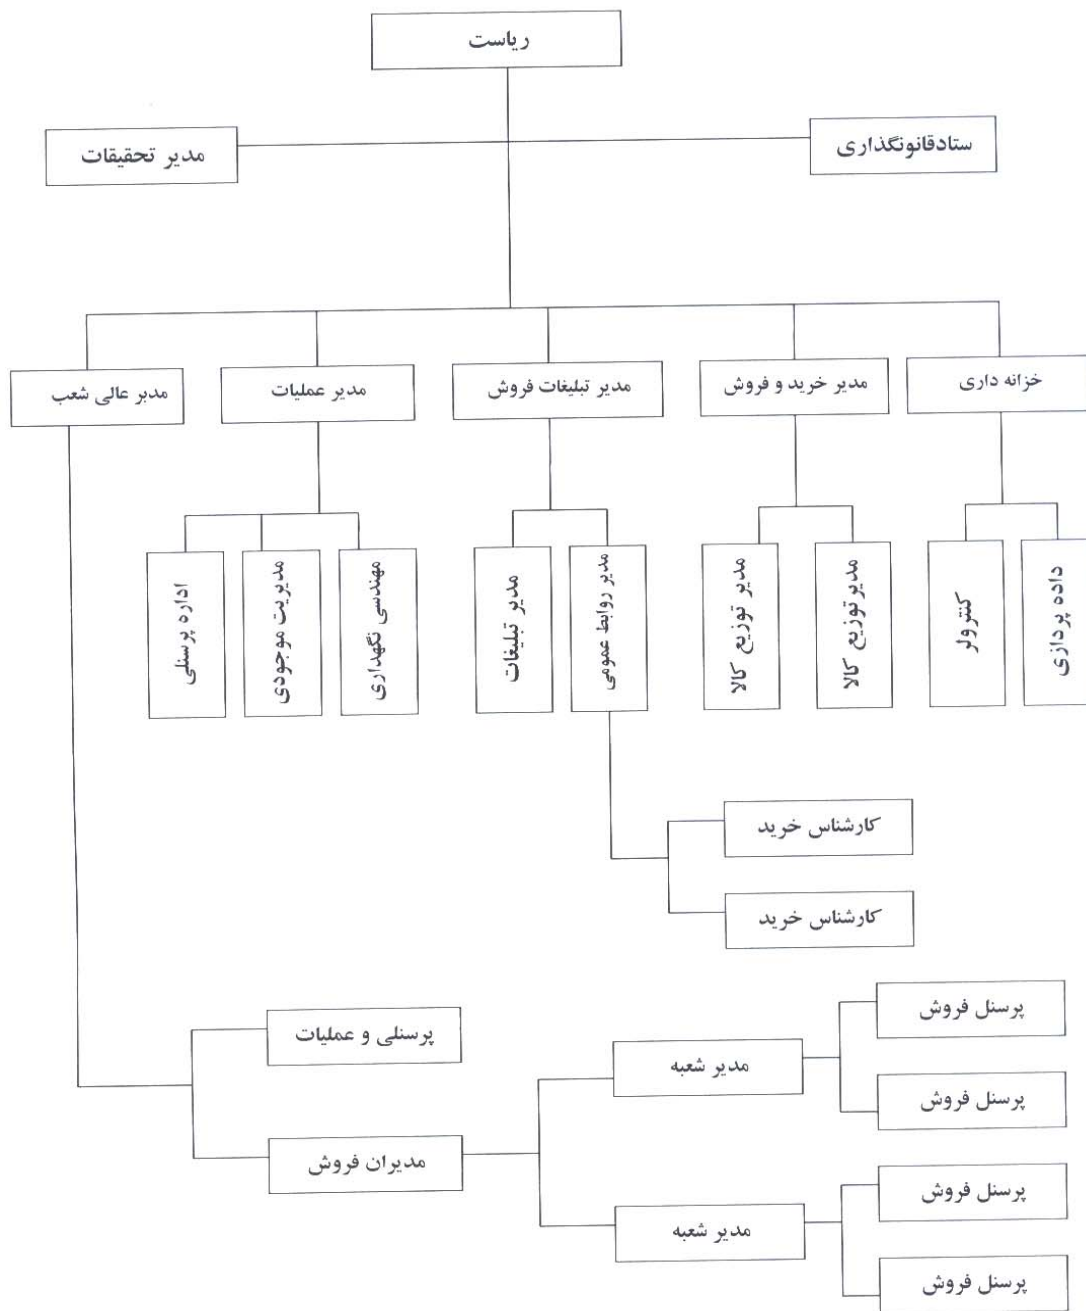 ریاست
ستادقانونگذاری
مدیر تحقیقات
خزانه داری
مدیر خرید و فروش
مدیر تبلیغات فروش
مدیر عملیات
مدبر عالی شعب
داده پردازی
کنترولر
مدیرتوزیع کالا
مدیر توزیع کالا
مدیر روابط عمومی
مدیر تبلیغات
مهندسی نگهداری
مدیریت موجودی
اداره پرسنلی
کارشناس خرید
کارشناس خرید
پرسنل فروش
پرسنلی و عملیات
مدیر شعبه
پرسنل فروش
مدیران فروش
پرسنل فروش
مدیر شعبه
پرسنل فروش